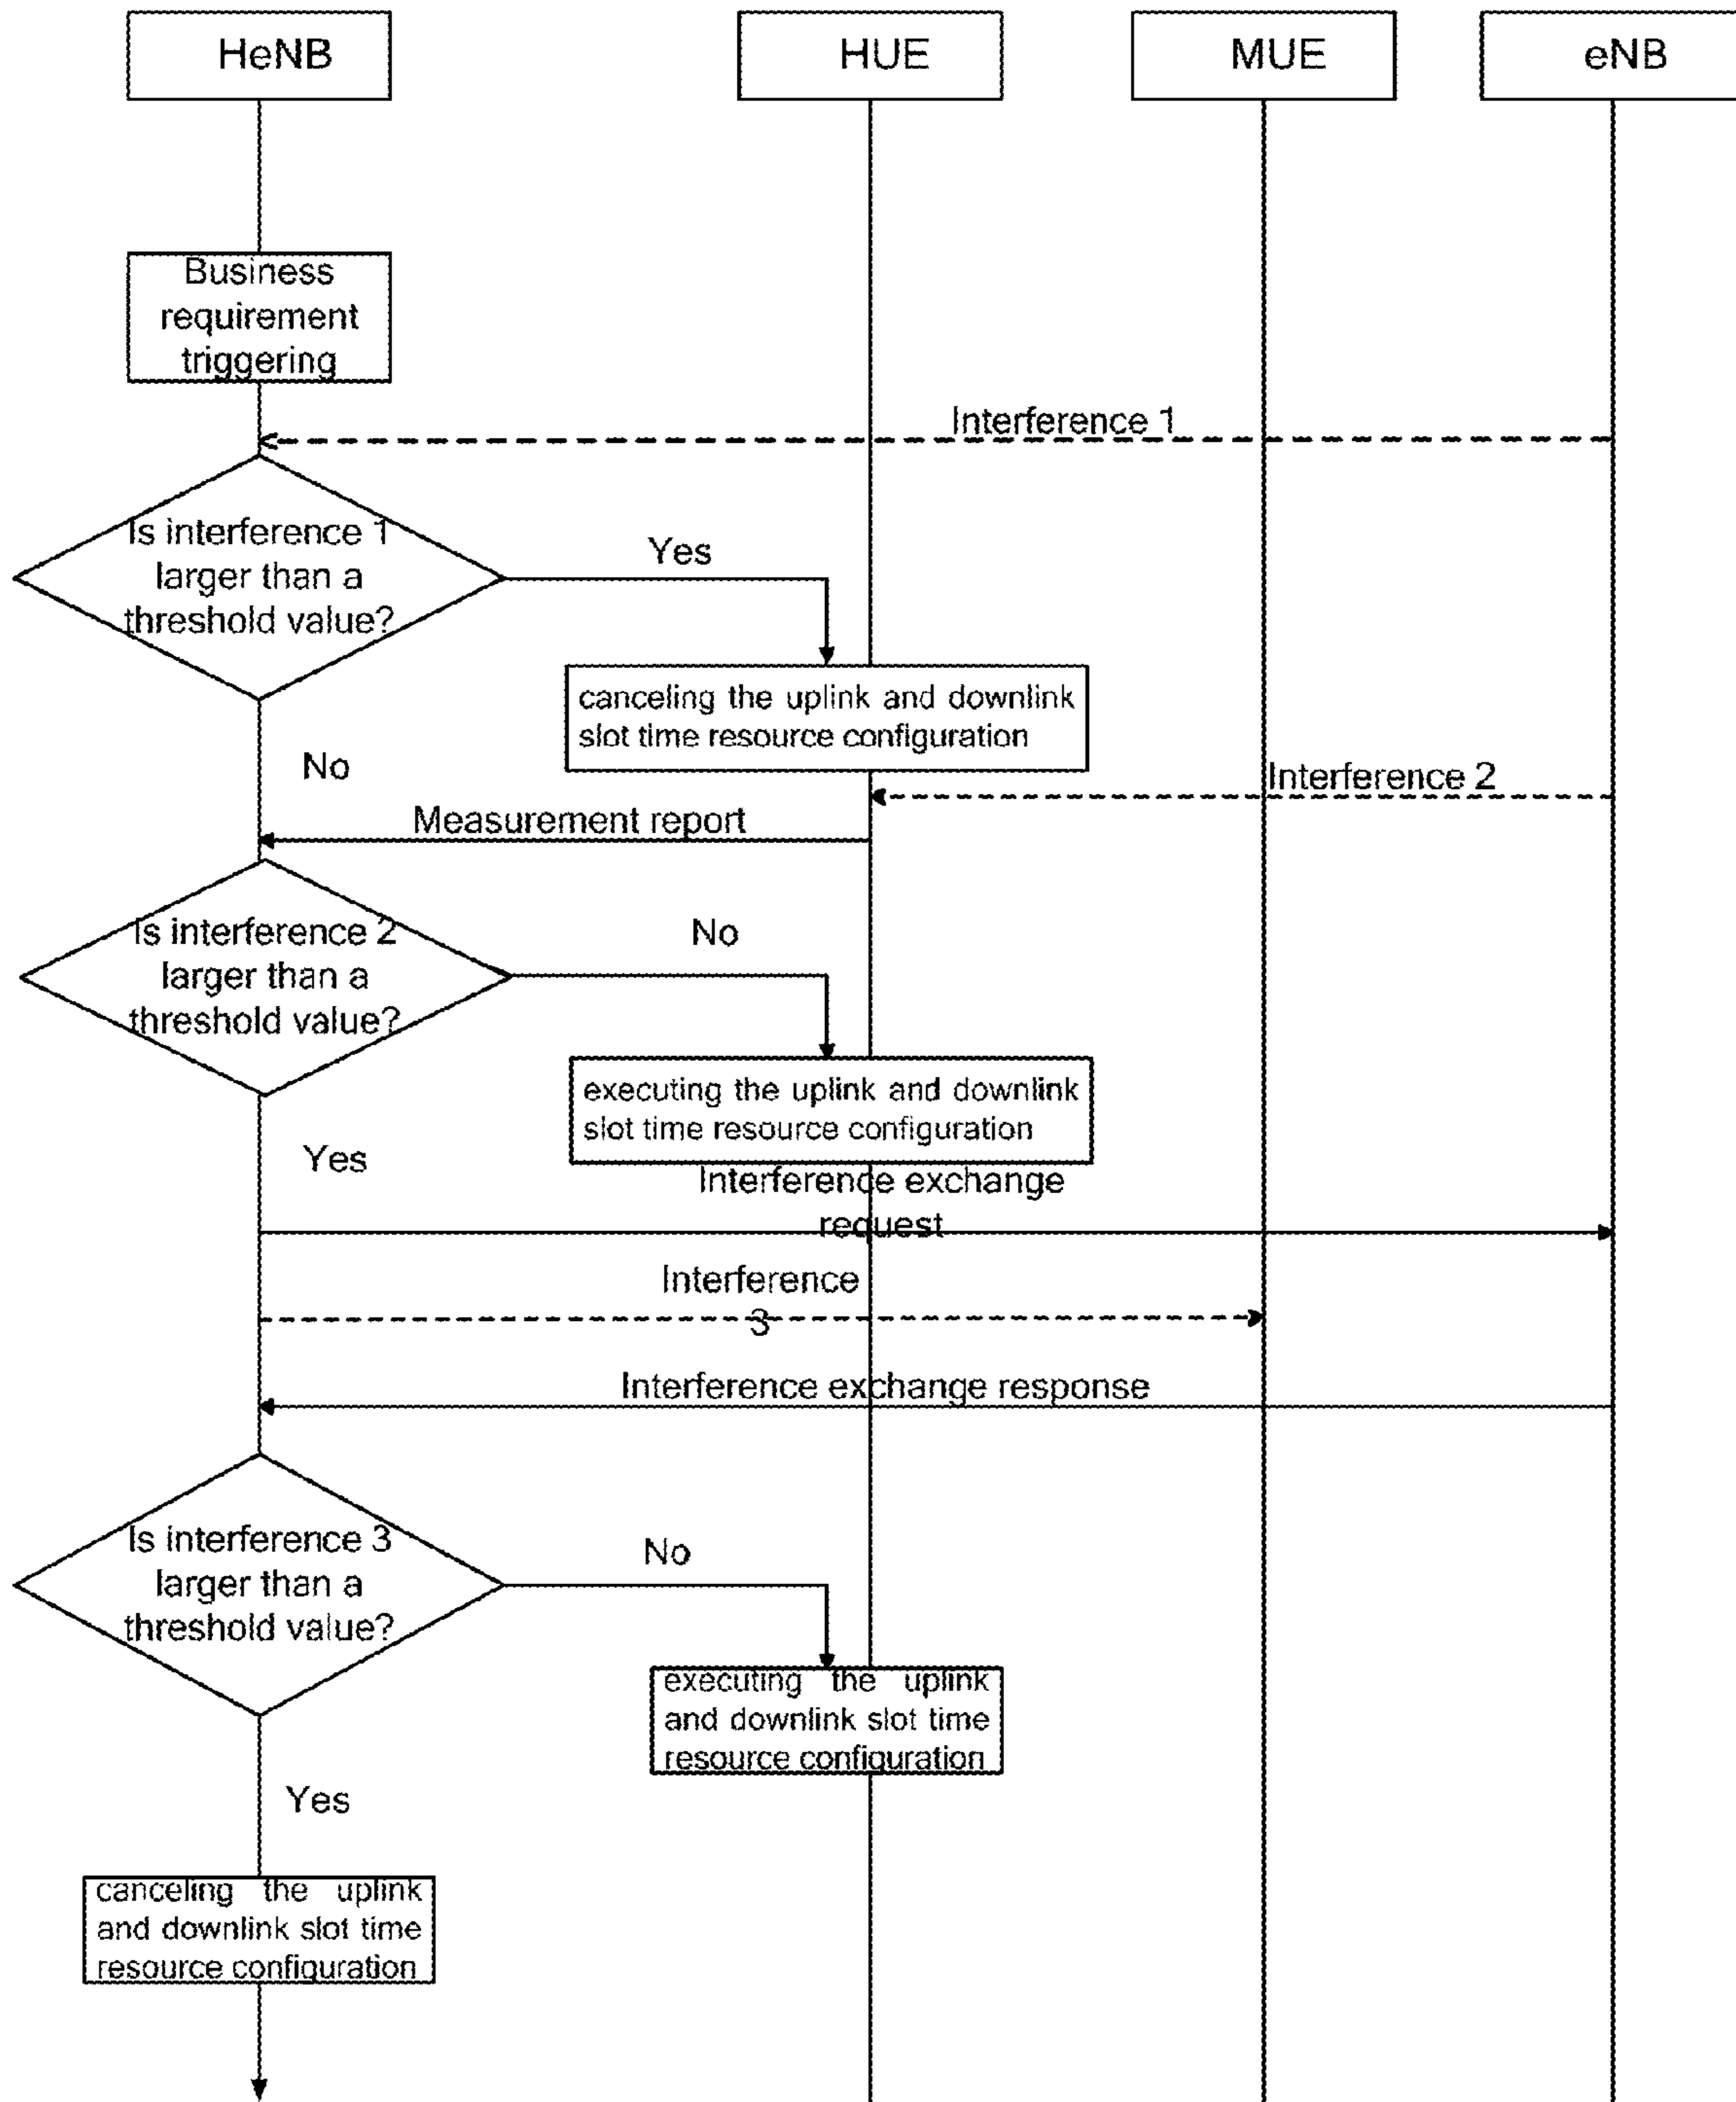 HeNB
HUE
MUE
eNB
Business
requirement
triggering
Interference 1
Is interference 1
larger than a
threshold value?
Yes
canceling the uplink and downlink
slot time resource configuration
No
Interference 2
Measurement report
Is interference 2
larger than a
threshold value?
No
executing the uplink and downlink
slot time resource configuration
Yes
Interference exchange
request
Interference
3
Interference exchange response
Is interference 3
larger than a
threshold value?
No
executing the uplink
and downlink slot time
resource configuration
Yes
canceling the uplink
and downlink slot time
resource configuration